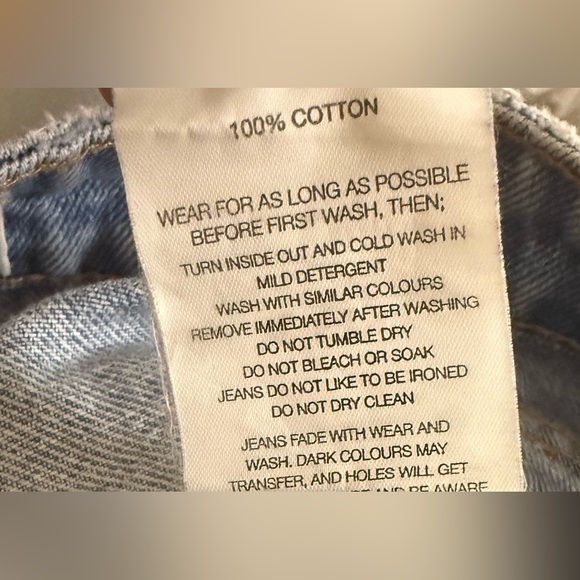 100% COTTON
WEAR FOR AS LONG AS POSSIBLE
BEFORE FIRST WASH, THEN;
TURN INSIDE OUT AND COLD WASH IN
MILD DETERGENT
WASH WITH SIMILAR COLOURS
REMOVE IMMEDIATELY AFTER WASHING
DO NOT TUMBLE DRY
DO NOT BLEACH OR SOAK
JEANS DO NOT LIKE TO BE IRONED
DO NOT DRY CLEAN
JEANS FADE WITH WEAR AND
WASH. DARK COLOURS MAY
TRANSFER, AND HOLES WILL GET
AND BE AWARE